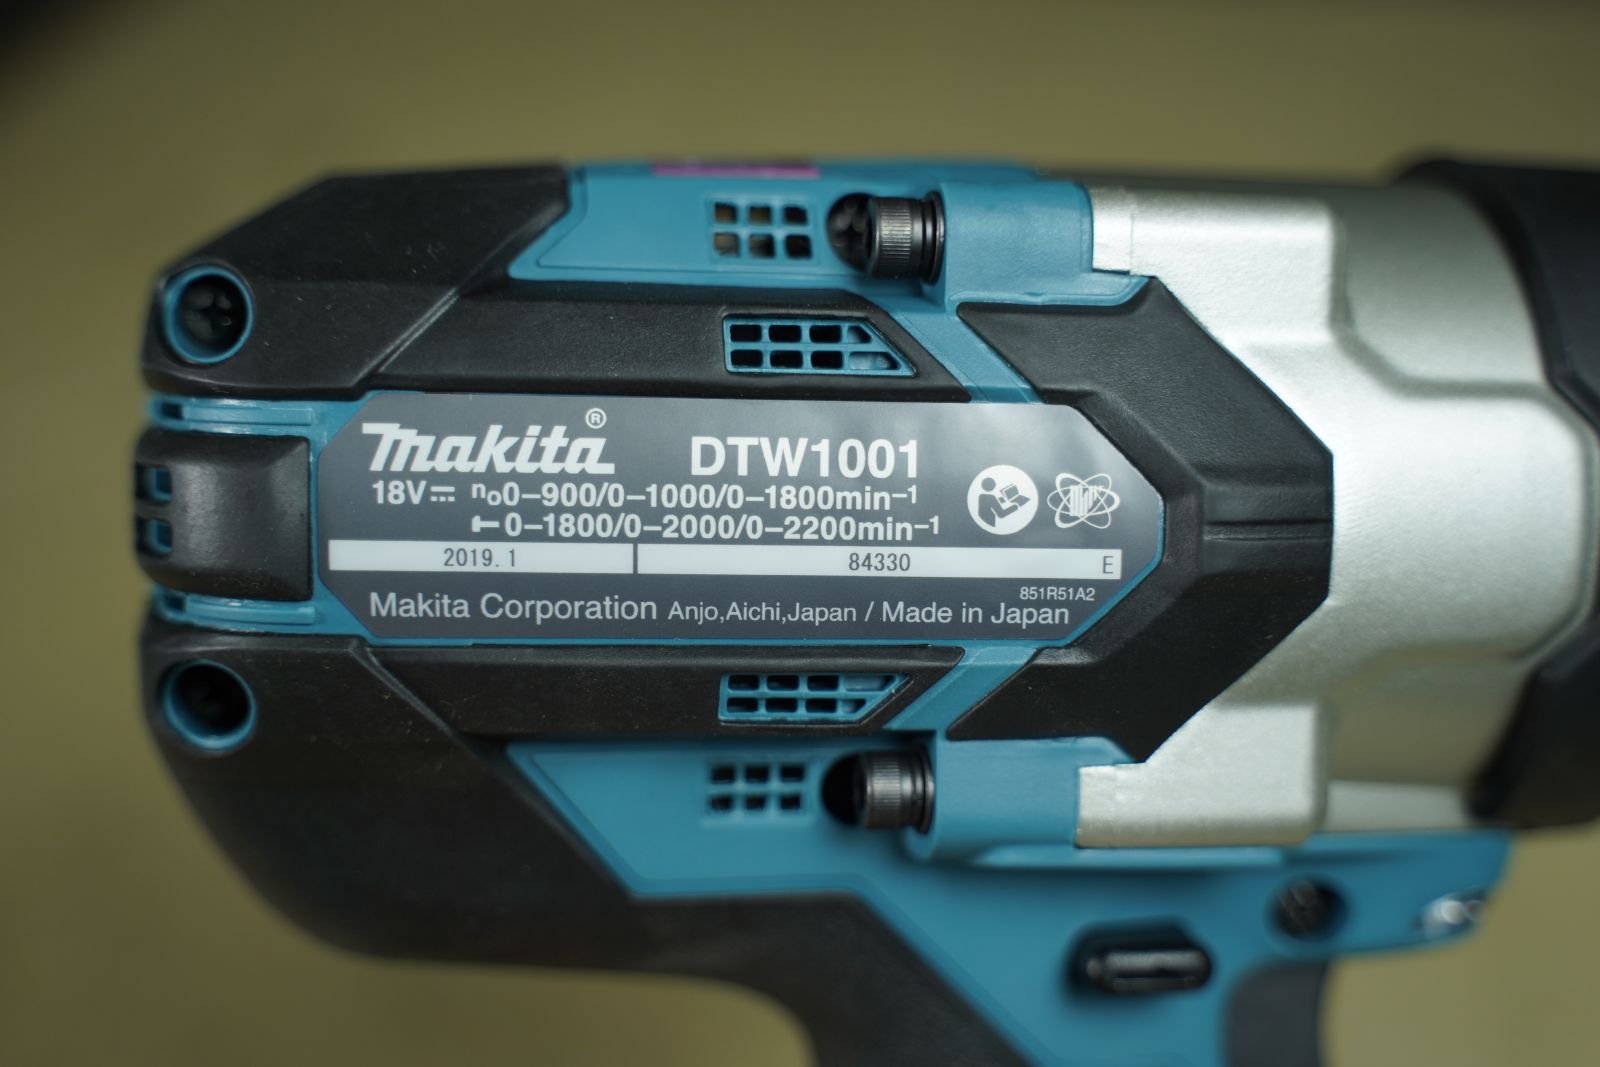 makita®
DTW1001
18V⎓ n₀0–900/0–1000/0–1800min⁻¹
0–1800/0–2000/0–2200min⁻¹
2019.1 84330 E
851R51A2
Makita Corporation Anjo,Aichi,Japan / Made in Japan